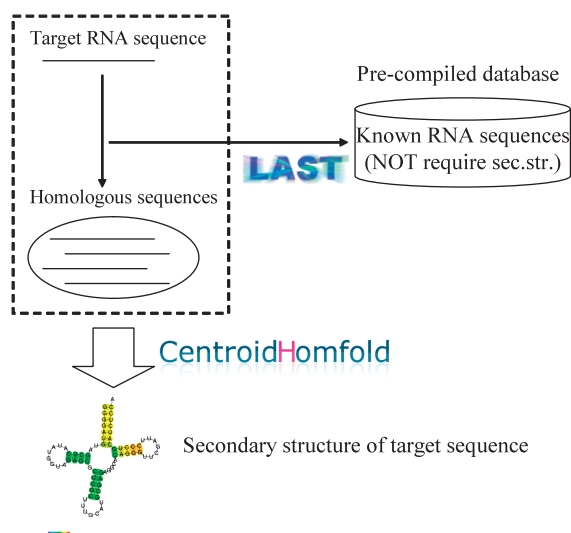 Target RNA sequence
Pre-compiled database
Known RNA sequences
(NOT require sec.str.)
LAST
Homologous sequences
CentroidHomfold
Secondary structure of target sequence